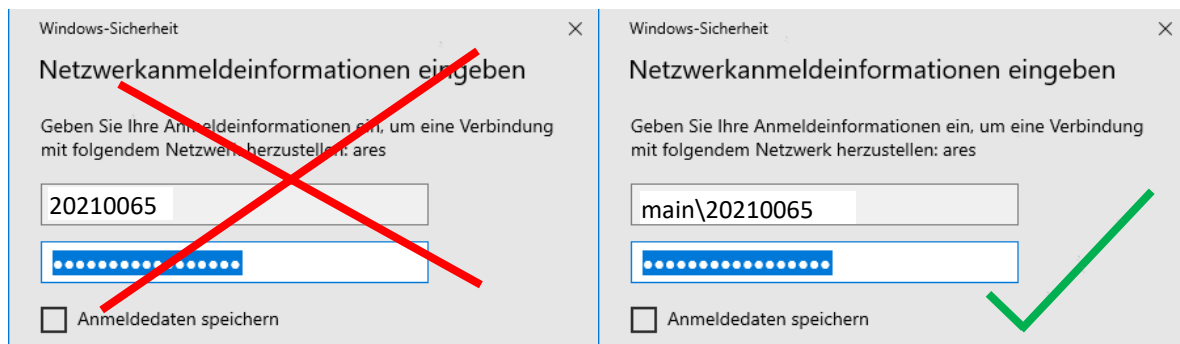 Windows-Sicherheit
Netzwerkanmeldeinformationen eingeben
Geben Sie Ihre Anmeldeinformationen ein, um eine Verbindung
mit folgendem Netzwerk herzustellen: ares
20210065
Anmeldedaten speichern
Windows-Sicherheit
Netzwerkanmeldeinformationen eingeben
Geben Sie Ihre Anmeldeinformationen ein, um eine Verbindung
mit folgendem Netzwerk herzustellen: ares
main\20210065
Anmeldedaten speichern